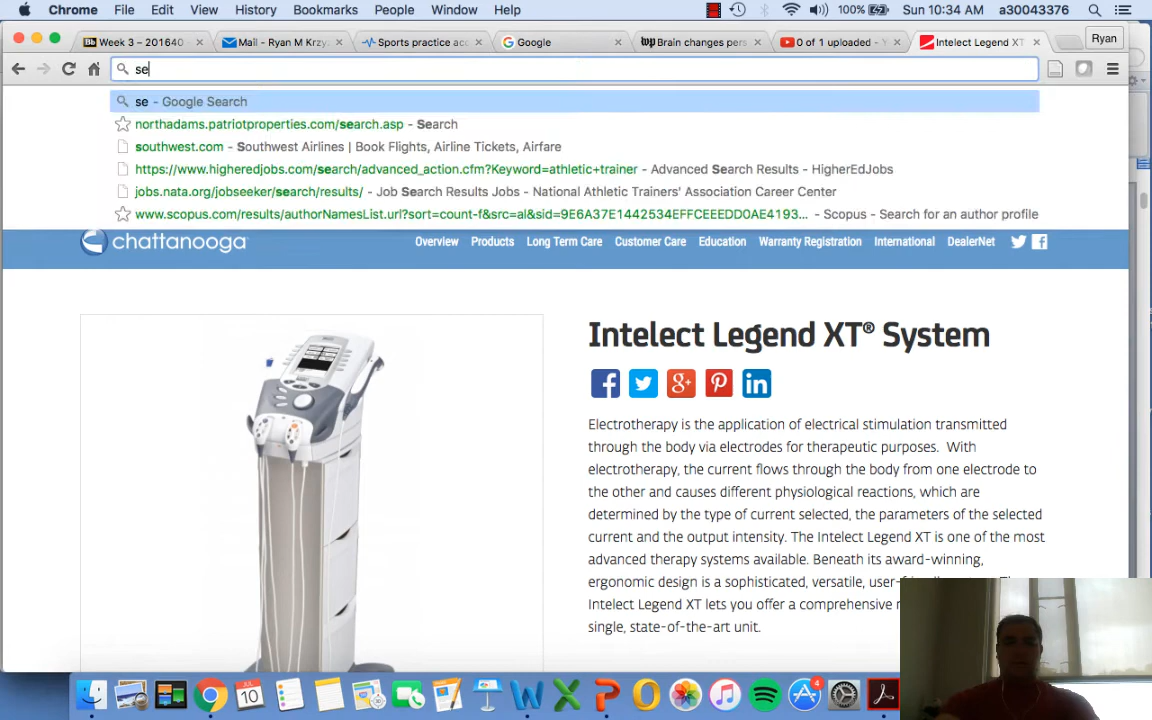 Chrome File Edit View History Bookmarks People Window Help 100% Sun 10:34 AM a30043376
Week 3 – 201640 Mail - Ryan M Krzy Sports practice acc Google Brain changes pers 0 of 1 uploaded - Y Intelect Legend XT Ryan
se
se - Google Search
northadams.patriotproperties.com/search.asp - Search
southwest.com - Southwest Airlines | Book Flights, Airline Tickets, Airfare
https://www.higheredjobs.com/search/advanced_action.cfm?Keyword=athletic+trainer - Advanced Search Results - HigherEdJobs
jobs.nata.org/jobseeker/search/results/ - Job Search Results Jobs - National Athletic Trainers' Association Career Center
www.scopus.com/results/authorNamesList.url?sort=count-f&src=al&sid=9E6A37E1442534EFFCEEDD0AE4193... - Scopus - Search for an author profile
chattanooga Overview Products Long Term Care Customer Care Education Warranty Registration International DealerNet
Intelect Legend XT® System
Electrotherapy is the application of electrical stimulation transmitted
through the body via electrodes for therapeutic purposes. With
electrotherapy, the current flows through the body from one electrode to
the other and causes different physiological reactions, which are
determined by the type of current selected, the parameters of the selected
current and the output intensity. The Intelect Legend XT is one of the most
advanced therapy systems available. Beneath its award-winning,
ergonomic design is a sophisticated, versatile,
Intelect Legend XT lets you offer a comprehensive
single, state-of-the-art unit.